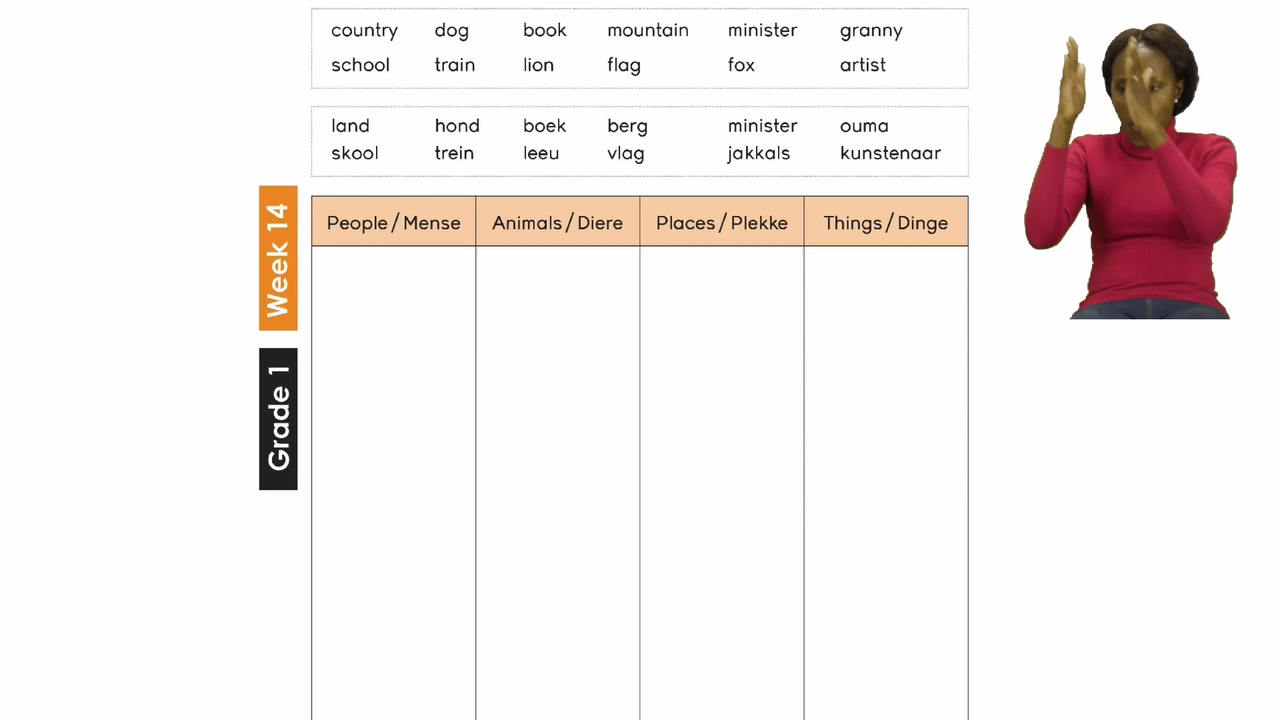 country dog book mountain minister granny
school train lion flag fox artist
land hond boek berg minister ouma
skool trein leeu vlag jakkals kunstenaar
Week 14
Grade 1
People / Mense Animals / Diere Places / Plekke Things / Dinge